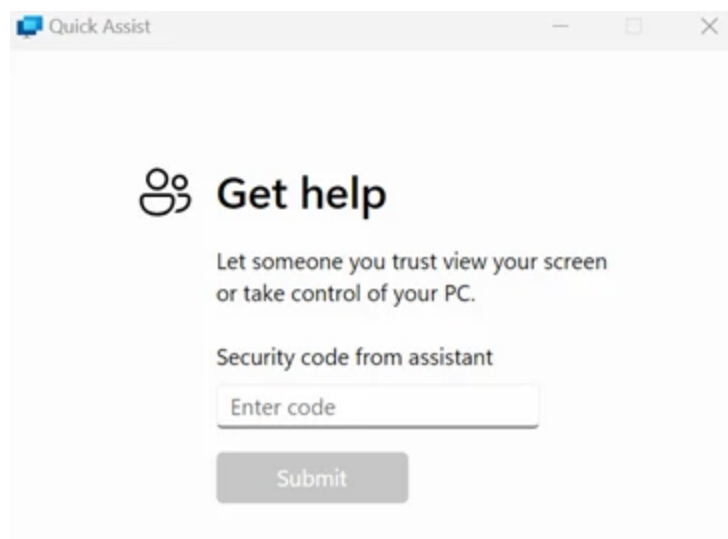 Quick Assist
Get help
Let someone you trust view your screen
or take control of your PC.
Security code from assistant
Enter code
Submit